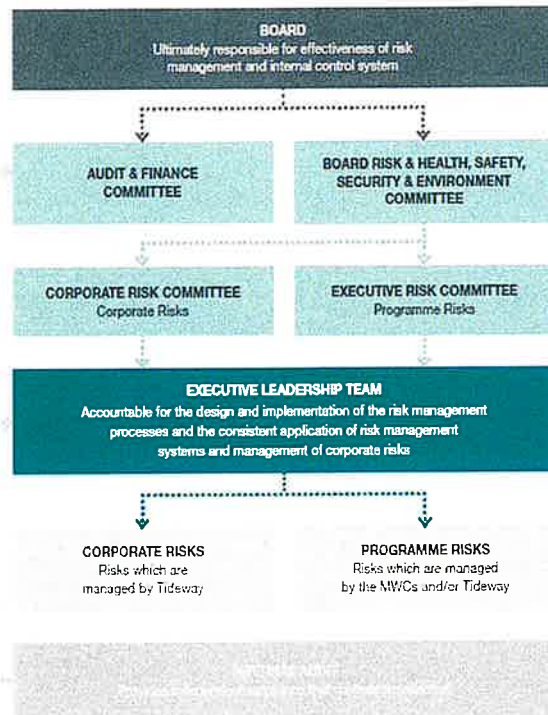 BOARD
Ultimately responsible for effectiveness of risk
management and internal control system
AUDIT & FINANCE
COMMITTEE
BOARD RISK & HEALTH, SAFETY,
SECURITY & ENVIRONMENT
COMMITTEE
CORPORATE RISK COMMITTEE
Corporate Risks
EXECUTIVE RISK COMMITTEE
Programme Risks
EXECUTIVE LEADERSHIP TEAM
Accountable for the design and implementation of the risk management
processes and the consistent application of risk management
systems and management of corporate risks
CORPORATE RISKS
Risks which are
managed by Tideway
PROGRAMME RISKS
Risks which are managed
by the MWCs and/or Tideway